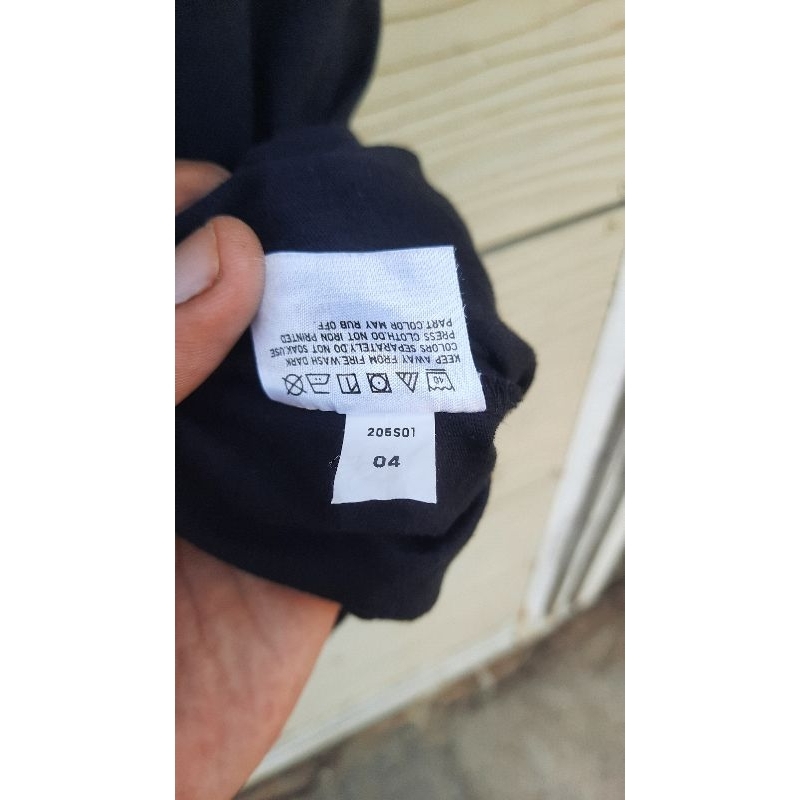 40
KEEP AWAY FROM FIRE.WASH DARK
COLORS SEPARATELY.DO NOT SOAK.USE
PRESS CLOTH.DO NOT IRON PRINTED
PART.COLOR MAY RUB OFF.
205S01
04